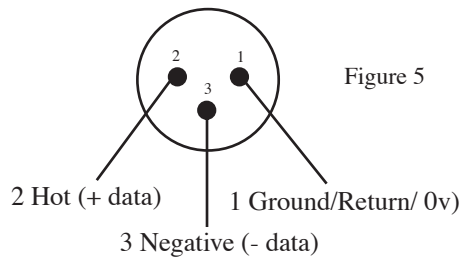 2
1
3
Figure 5
2 Hot (+ data)
1 Ground/Return/ 0v)
3 Negative (- data)